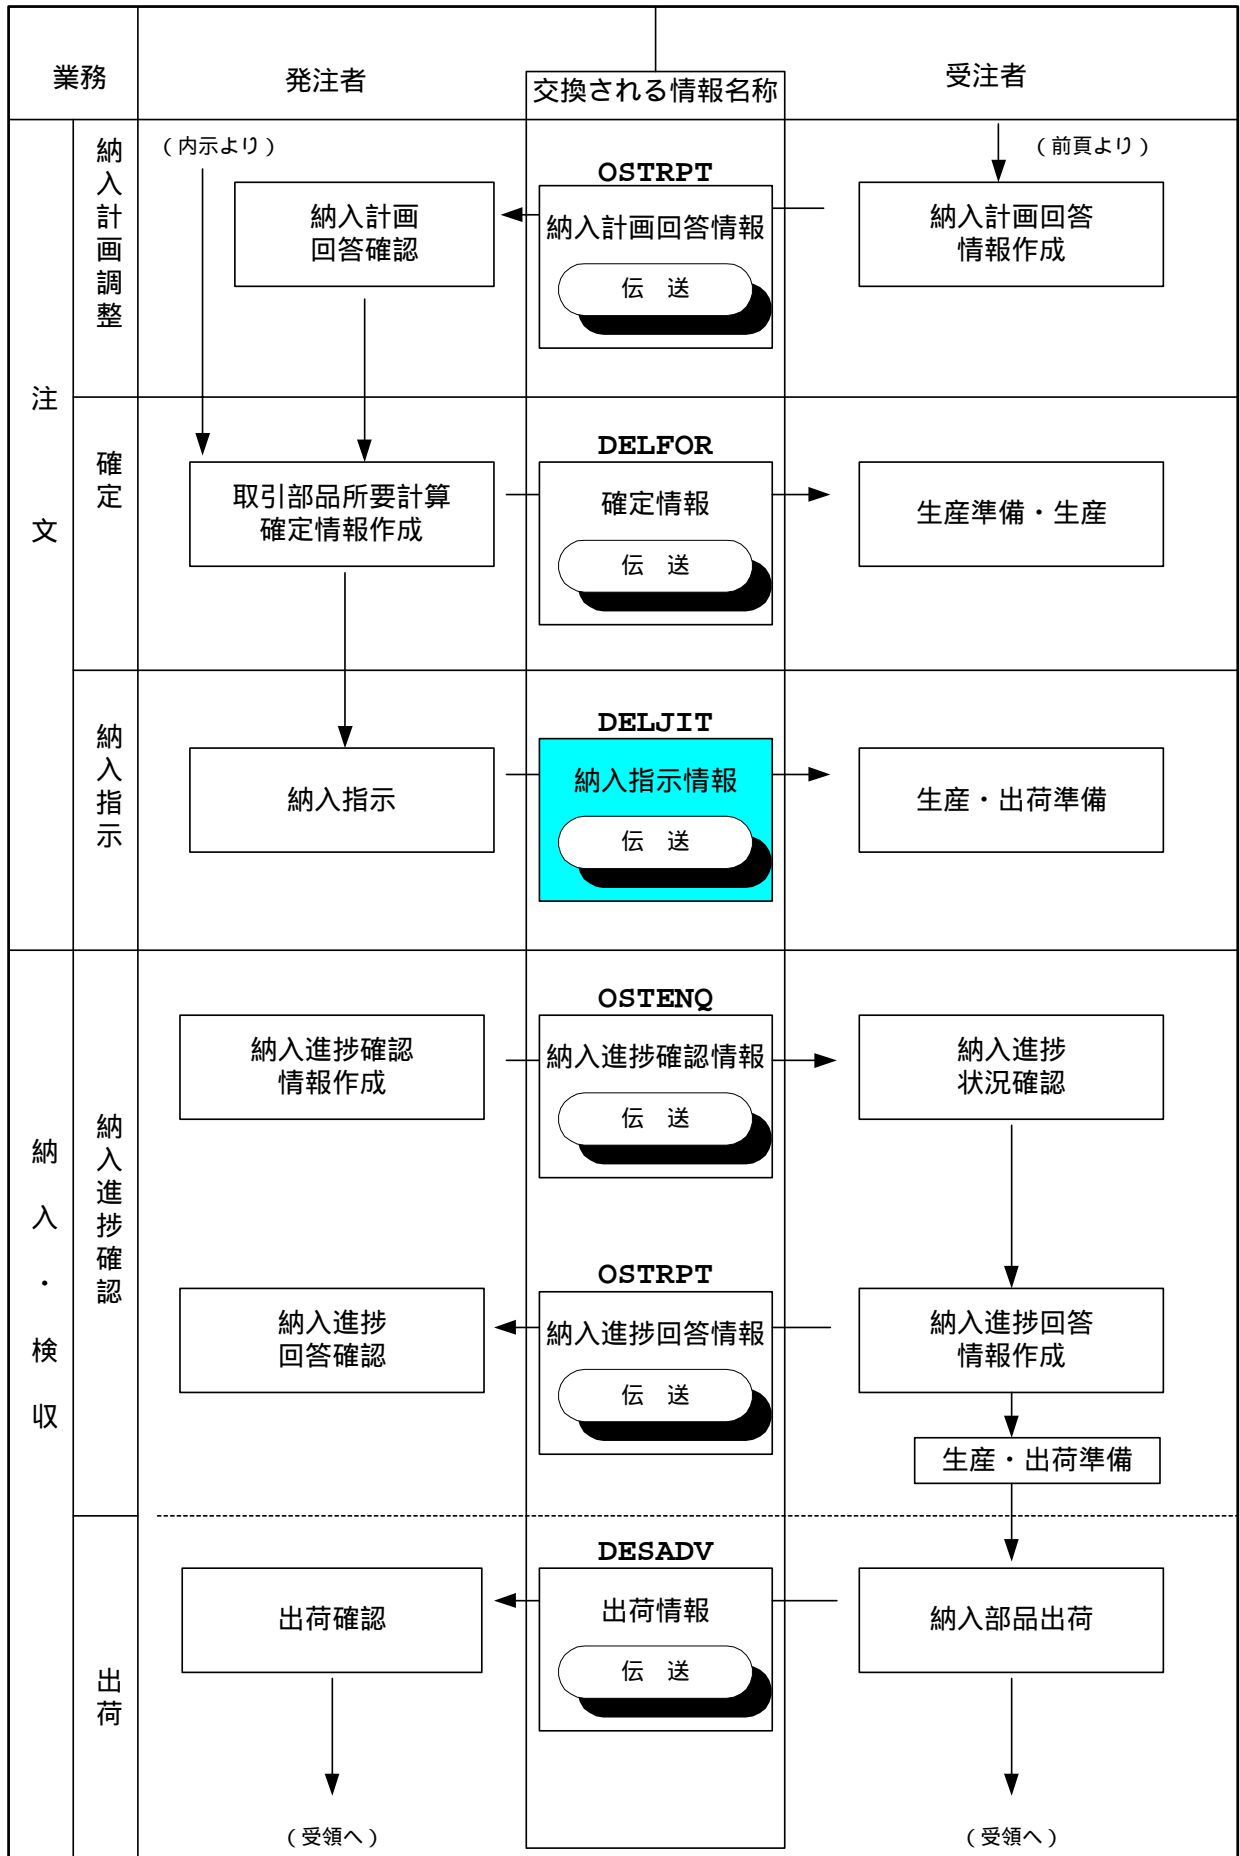 業務
発注者
交換される情報名称
受注者
注文
納入計画調整
(内示より)
(前頁より)
OSTRPT
納入計画
回答確認
納入計画回答情報
伝 送
納入計画回答
情報作成
確定
DELFOR
取引部品所要計算
確定情報作成
確定情報
伝 送
生産準備・生産
納入指示
DELJIT
納入指示
納入指示情報
伝 送
生産・出荷準備
納入・検収
納入進捗確認
OSTENQ
納入進捗確認
情報作成
納入進捗確認情報
伝 送
納入進捗
状況確認
OSTRPT
納入進捗
回答確認
納入進捗回答情報
伝 送
納入進捗回答
情報作成
生産・出荷準備
出荷
DESADV
出荷確認
出荷情報
伝 送
納入部品出荷
(受領へ)
(受領へ)